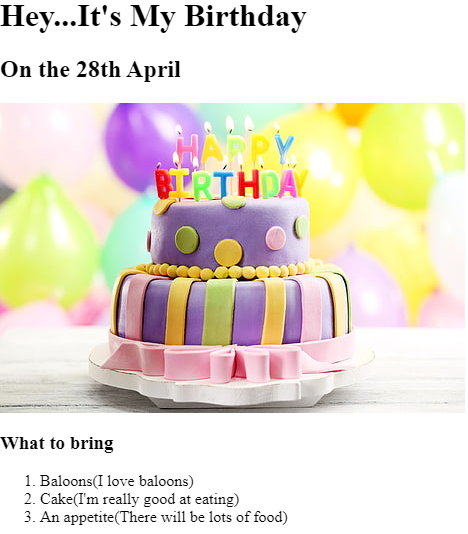 Hey...It's My Birthday
On the 28th April
HAPPY
BIRTHDAY
What to bring
1. Baloons(I love baloons)
2. Cake(I'm really good at eating)
3. An appetite(There will be lots of food)